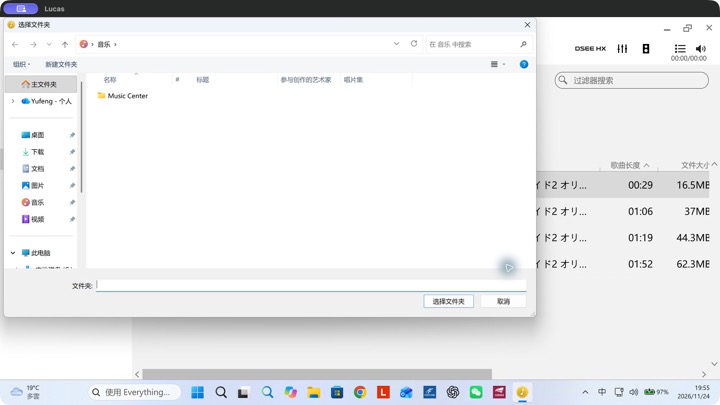 Lucas
选择文件夹
音乐
在 音乐 中搜索
组织
新建文件夹
主文件夹
Yufeng - 个人
桌面
下载
文档
图片
音乐
视频
此电脑
名称
#
标题
参与创作的艺术家
唱片集
Music Center
文件夹:
选择文件夹
取消
DSEE HX
00:00/00:00
过滤器搜索
歌曲长度
文件大小
イド2 オリ... 00:29 16.5MB
イド2 オリ... 01:06 37MB
イド2 オリ... 01:19 44.3MB
イド2 オリ... 01:52 62.3MB
19°C
多雲
使用 Everything...
中
97%
19:55
2026/11/24